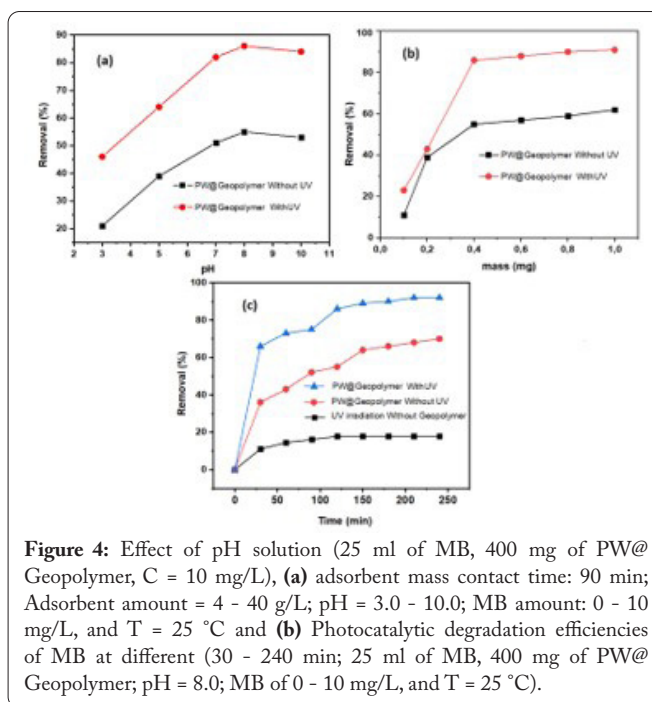 90
80
70
60
50
40
30
20
Removal (%)
(a)
PW@Geopolymer Without UV
PW@Geopolymer WithUV
2 3 4 5 6 7 8 9 10 11
pH
100
80
60
40
20
0
Removal (%)
(b)
PW@Geopolymer Without UV
PW@Geopolymer With UV
0,0 0,2 0,4 0,6 0,8 1,0
mass (mg)
100
80
60
40
20
0
Removal (%)
(c)
PW@Geopolymer WithUV
PW@Geopolymer Without UV
UV irradiation Without Geopolymer
0 50 100 150 200 250
Time (min)
Figure 4: Effect of pH solution (25 ml of MB, 400 mg of PW@
Geopolymer, C = 10 mg/L), (a) adsorbent mass contact time: 90 min;
Adsorbent amount = 4 - 40 g/L; pH = 3.0 - 10.0; MB amount: 0 - 10
mg/L, and T = 25 °C and (b) Photocatalytic degradation efficiencies
of MB at different (30 - 240 min; 25 ml of MB, 400 mg of PW@
Geopolymer; pH = 8.0; MB of 0 - 10 mg/L, and T = 25 °C).